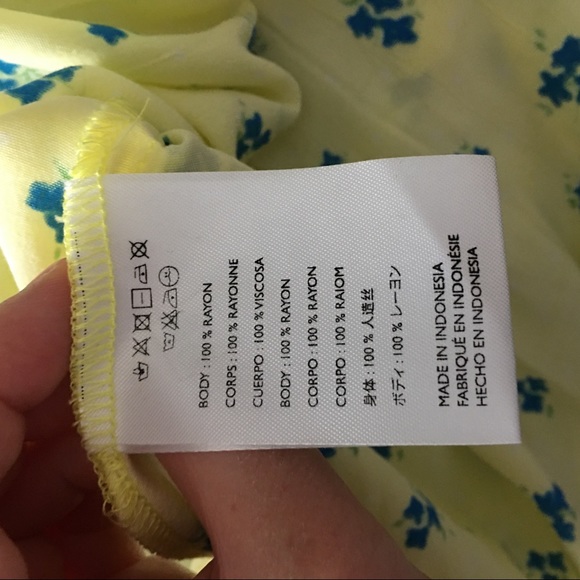 BODY : 100 % RAYON
CORPS : 100 % RAYONNE
CUERPO : 100 % VISCOSA
BODY : 100 % RAYON
CORPO : 100 % RAYON
CORPO : 100 % RAIOM
身体 : 100 % 人造丝
ボディ : 100 % レーヨン
MADE IN INDONESIA
FABRIQUÉ EN INDONÉSIE
HECHO EN INDONESIA